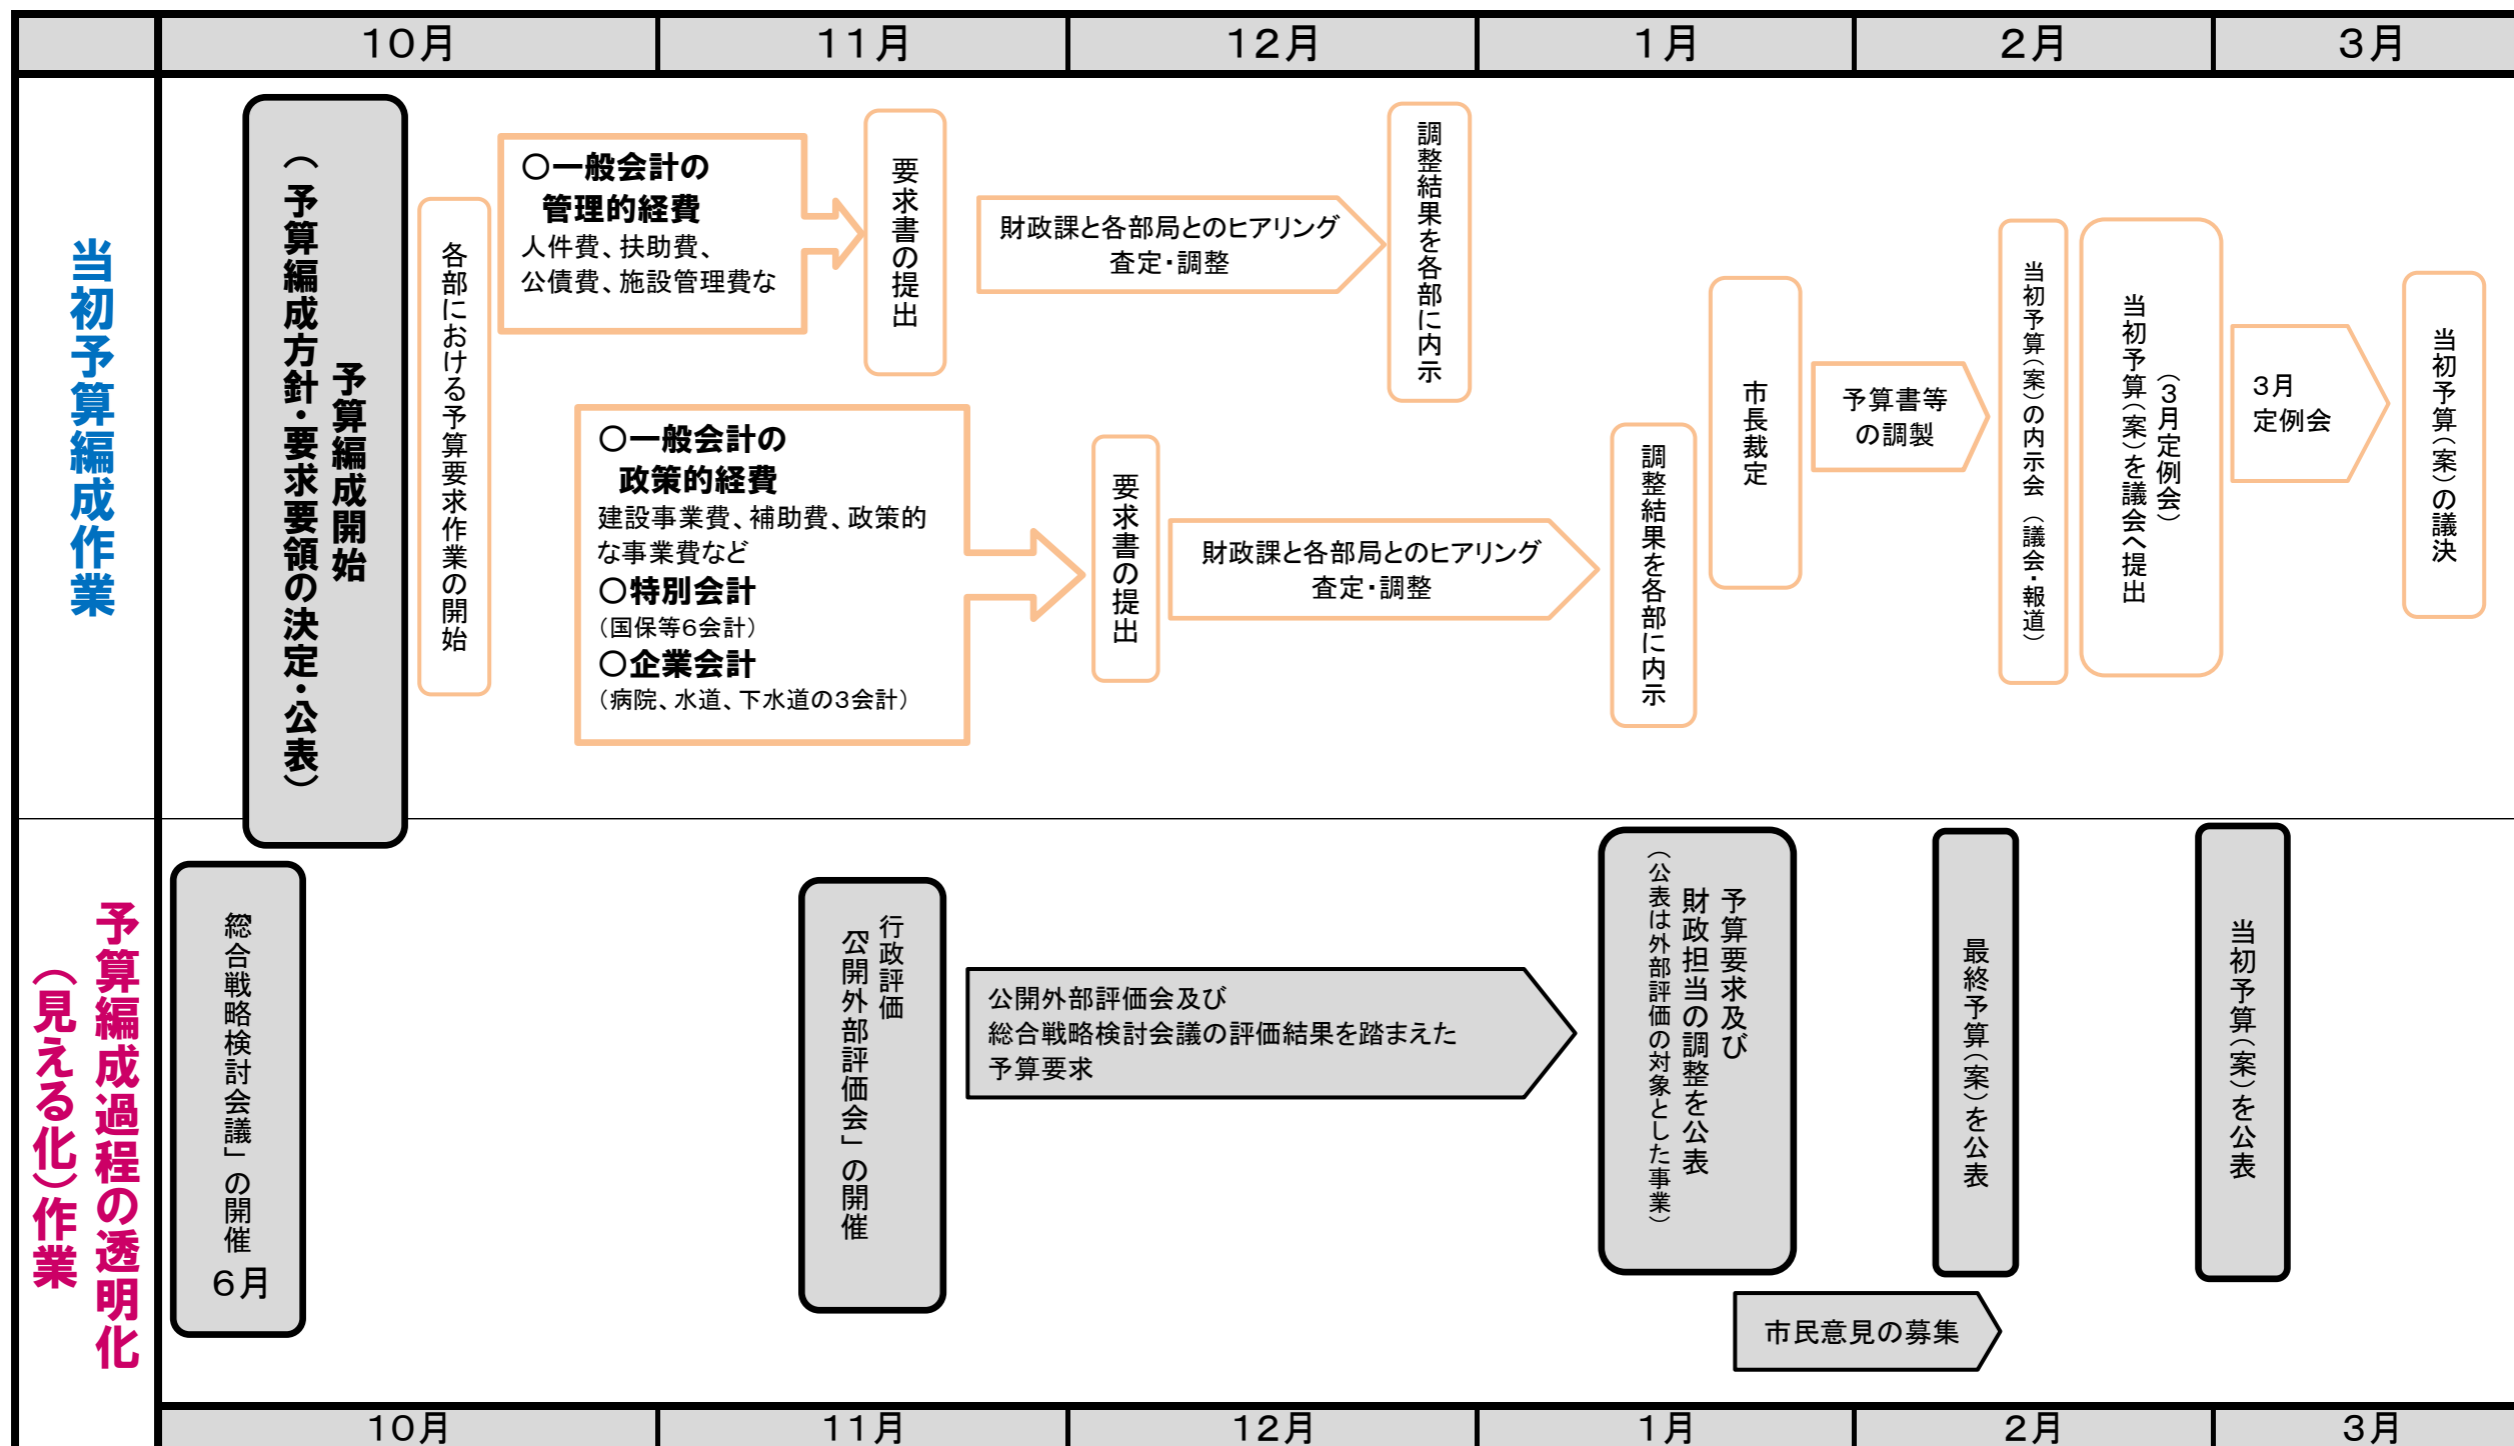 10月
11月
12月
1月
2月
3月
当初予算編成作業
予算編成開始
（予算編成方針・要求要領の決定・公表）
各部における予算要求作業の開始
○一般会計の
管理的経費
人件費、扶助費、
公債費、施設管理費な
要求書の提出
財政課と各部局とのヒアリング
査定・調整
調整結果を各部に内示
○一般会計の
政策的経費
建設事業費、補助費、政策的
な事業費など
○特別会計
（国保等6会計）
○企業会計
（病院、水道、下水道の3会計）
要求書の提出
財政課と各部局とのヒアリング
査定・調整
調整結果を各部に内示
市長裁定
予算書等
の調製
当初予算（案）の内示会（議会・報道）
当初予算（案）を議会へ提出
（3月定例会）
3月
定例会
当初予算（案）の議決
予算編成過程の透明化
（見える化）作業
総合戦略検討会議」の開催
6月
行政評価
「公開外部評価会」の開催
公開外部評価会及び
総合戦略検討会議の評価結果を踏まえた
予算要求
予算要求及び
財政担当の調整を公表
（公表は外部評価の対象とした事業）
市民意見の募集
最終予算（案）を公表
当初予算（案）を公表
10月
11月
12月
1月
2月
3月